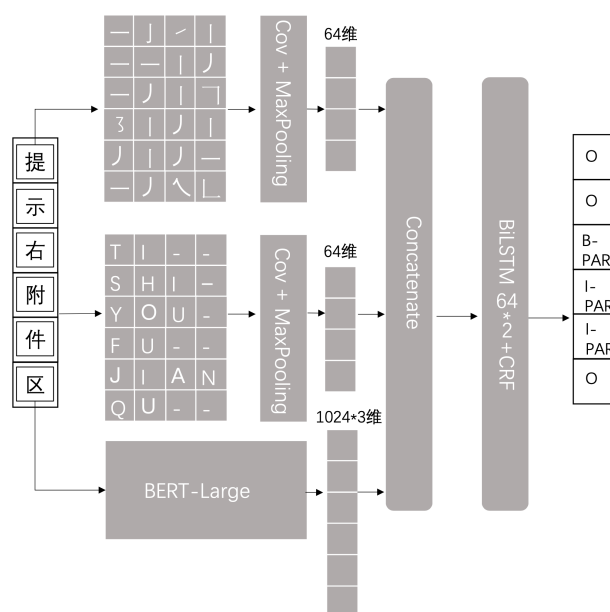 提
示
右
附
件
区
一 亅 ㇀ 丨
一 一 丨 丿
一 丿 丨 ㇕
㇌ 丨 丿 丨
丿 丨 丿 一
一 丿 ㇏ ㇗
Cov + MaxPooling
64维
T I - -
S H I -
Y O U -
F U - -
J I A N
Q U - -
Cov + MaxPooling
64维
BERT-Large
1024*3维
Concatenate
BiLSTM 64*2+CRF
O
O
B-
PAR
I-
PAR
I-
PAR
O